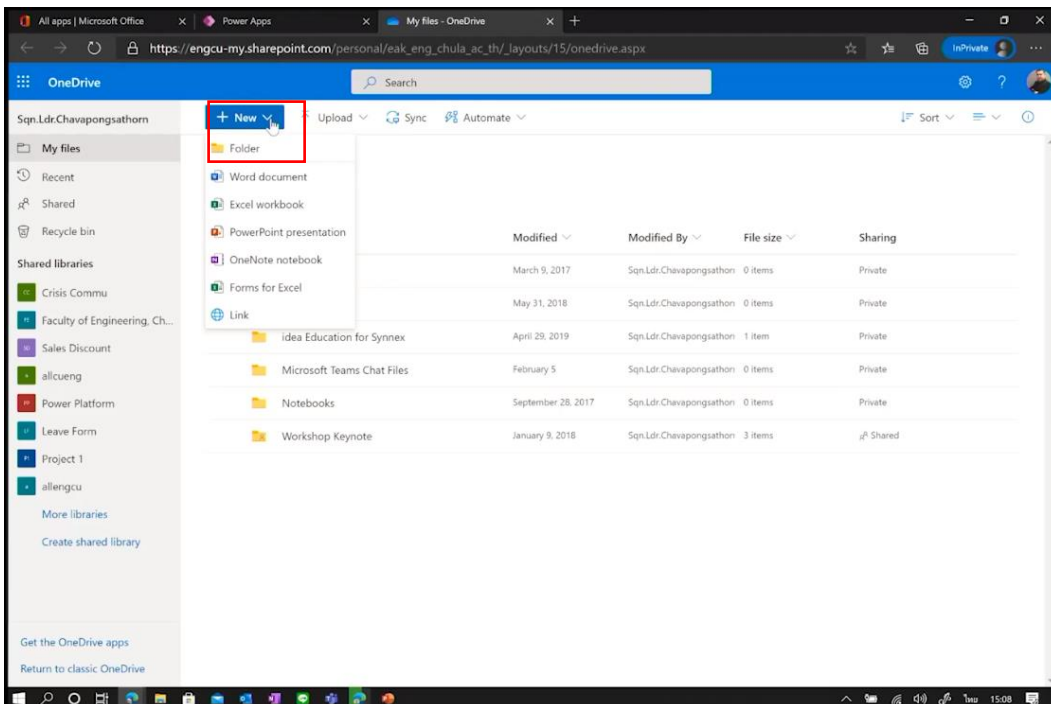 All apps | Microsoft Office
Power Apps
My files - OneDrive
https://engcu-my.sharepoint.com/personal/eak_eng_chula_ac_th/_layouts/15/onedrive.aspx
InPrivate
OneDrive
Search
Sqn.Ldr.Chavapongsathorn
+ New
Upload
Sync
Automate
Sort
My files
Recent
Shared
Recycle bin
Shared libraries
Crisis Commu
Faculty of Engineering, Ch...
Sales Discount
allcueng
Power Platform
Leave Form
Project 1
allengcu
More libraries
Create shared library
Get the OneDrive apps
Return to classic OneDrive
Folder
Word document
Excel workbook
PowerPoint presentation
OneNote notebook
Forms for Excel
Link
Modified Modified By File size Sharing
March 9, 2017 Sqn.Ldr.Chavapongsathon 0 items Private
May 31, 2018 Sqn.Ldr.Chavapongsathon 0 items Private
idea Education for Synnex April 29, 2019 Sqn.Ldr.Chavapongsathon 1 item Private
Microsoft Teams Chat Files February 5 Sqn.Ldr.Chavapongsathon 0 items Private
Notebooks September 28, 2017 Sqn.Ldr.Chavapongsathon 0 items Private
Workshop Keynote January 9, 2018 Sqn.Ldr.Chavapongsathon 3 items Shared
ไทย 15:08